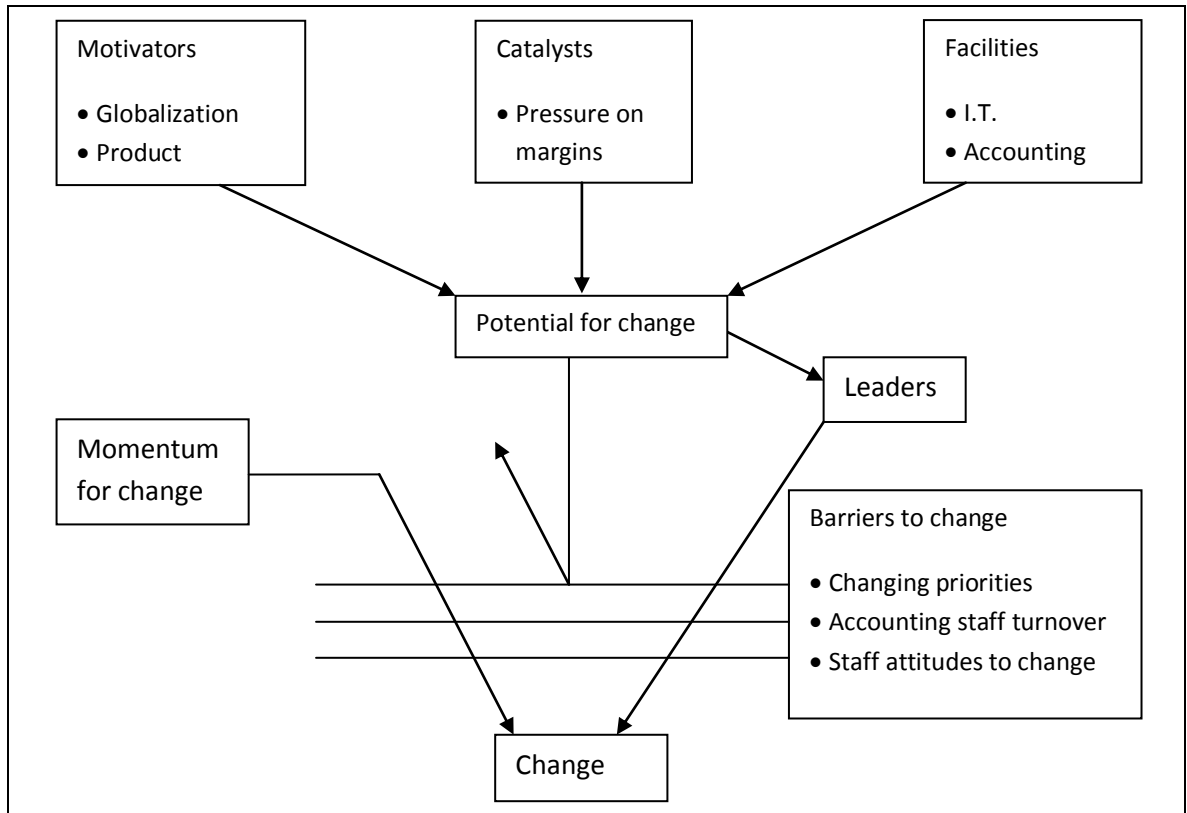 Motivators
• Globalization
• Product
Catalysts
• Pressure on
margins
Facilities
• I.T.
• Accounting
Potential for change
Leaders
Momentum
for change
Barriers to change
• Changing priorities
• Accounting staff turnover
• Staff attitudes to change
Change